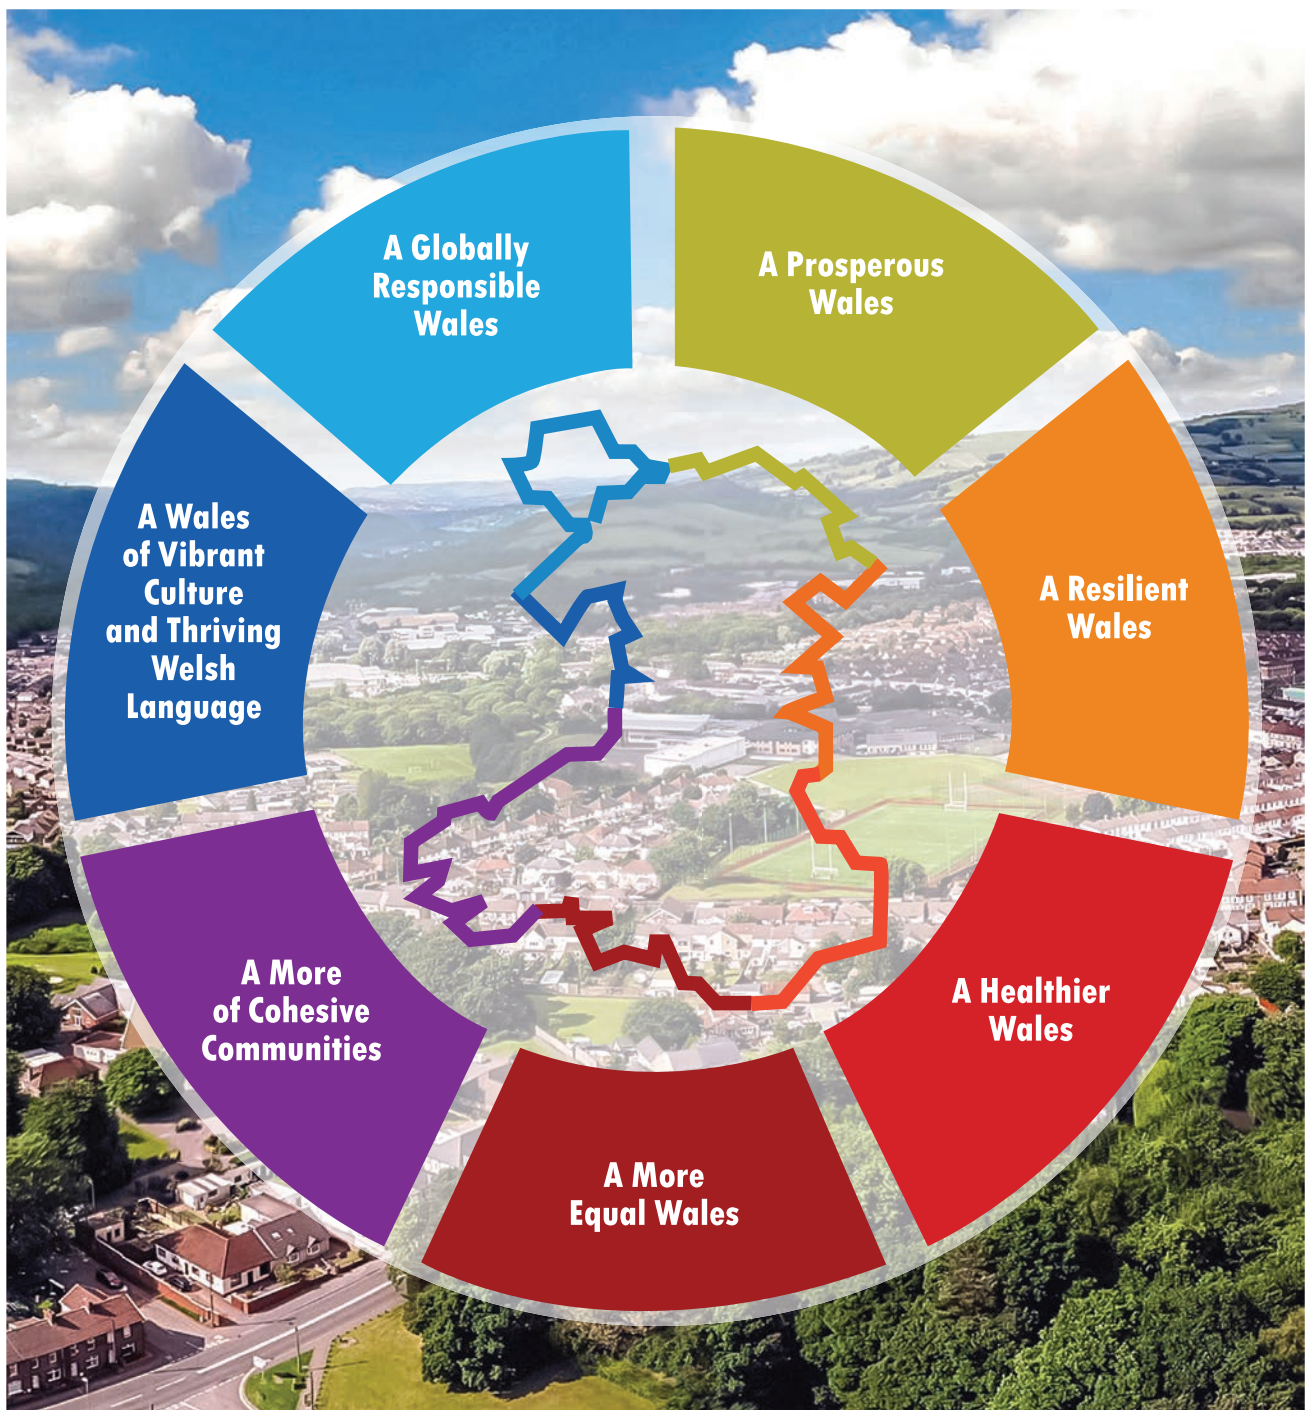 A Globally
Responsible
Wales
A Prosperous
Wales
A Resilient
Wales
A Healthier
Wales
A More
Equal Wales
A More
of Cohesive
Communities
A Wales
of Vibrant
Culture
and Thriving
Welsh
Language